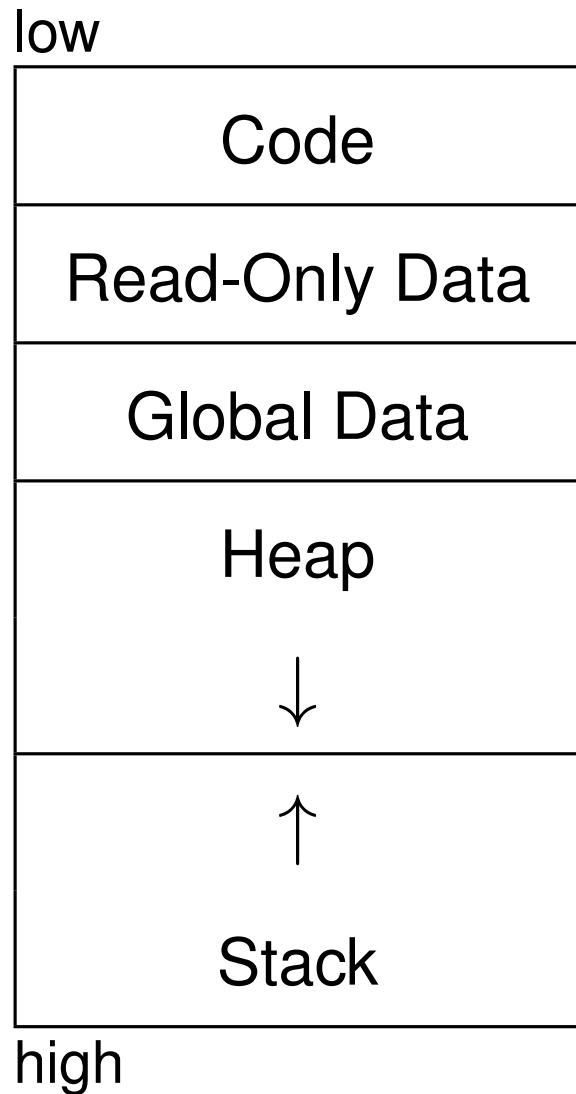 low
Code
Read-Only Data
Global Data
Heap
↓
↑
Stack
high